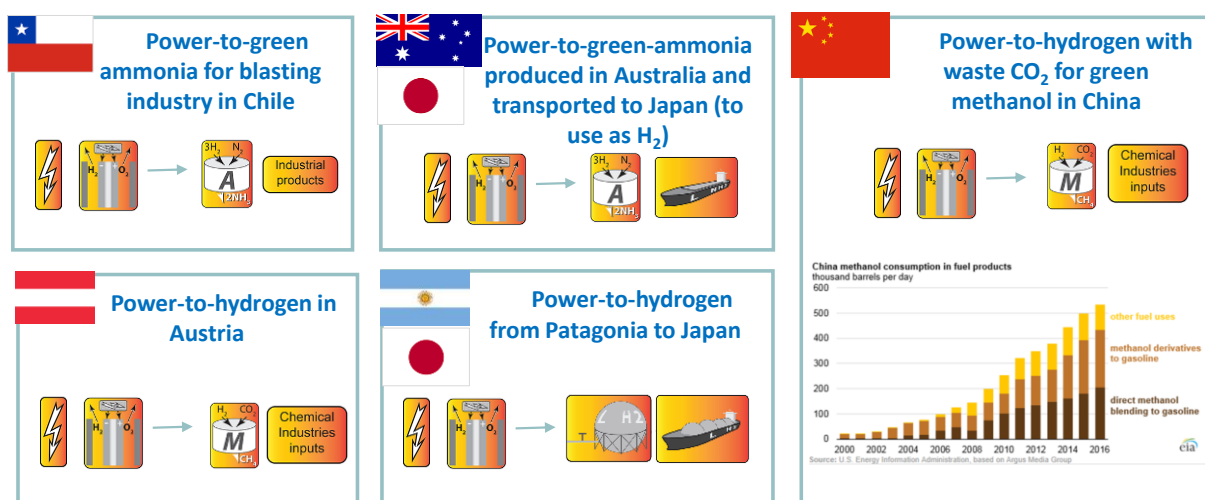 Power-to-green
ammonia for blasting
industry in Chile
3H2 N2
H2 O2
A
2NH3
Industrial
products
Power-to-green-ammonia
produced in Australia and
transported to Japan (to
use as H2)
3H2 N2
H2 O2
A
2NH3
L NH3
Power-to-hydrogen with
waste CO2 for green
methanol in China
H2 CO2
H2 O2
M
CH4
Chemical
Industries
inputs
China methanol consumption in fuel products
thousand barrels per day
600
500
400
300
200
100
0
other fuel uses
methanol derivatives
to gasoline
direct methanol
blending to gasoline
2000 2002 2004 2006 2008 2010 2012 2014 2016
Source: U.S. Energy Information Administration, based on Argus Media Group
eia
Power-to-hydrogen in
Austria
H2 CO2
H2 O2
M
CH4
Chemical
Industries
inputs
Power-to-hydrogen
from Patagonia to Japan
H2 O2
H2
T